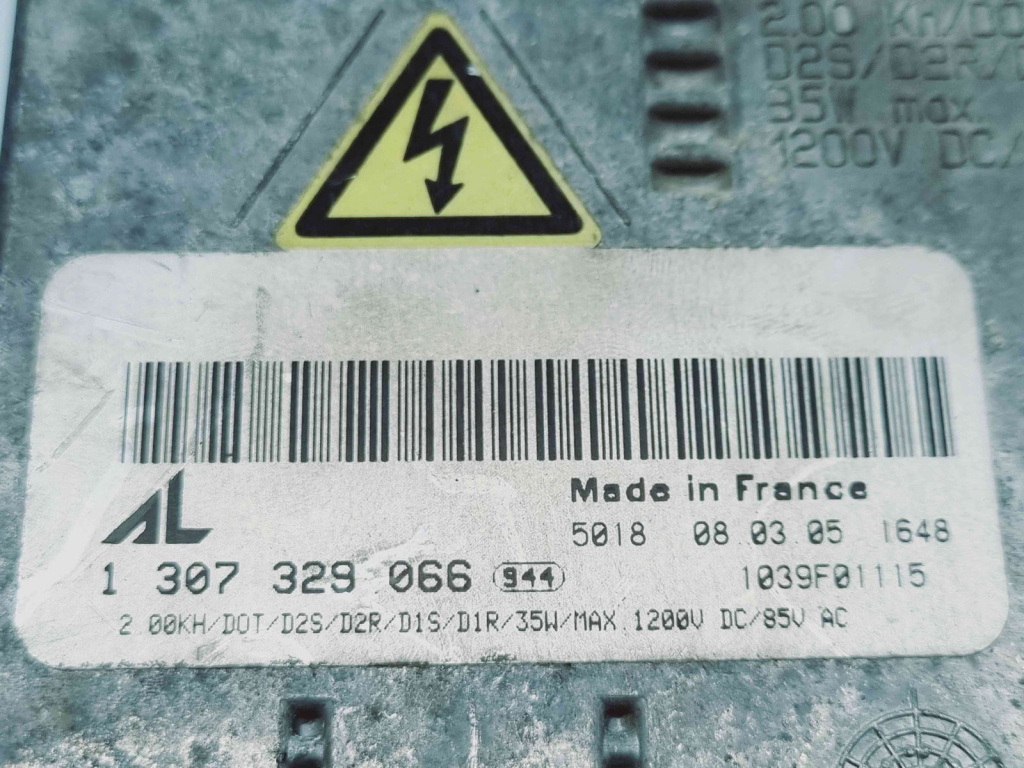 2.00 KH/DO
D2S/D2R/
35W max.
1200V DC/
AL
Made in France
5018 08.03.05 1648
1 307 329 066 944
1039F01115
2.00KH/DOT/D2S/D2R/D1S/D1R/35W/MAX.1200V DC/85V AC